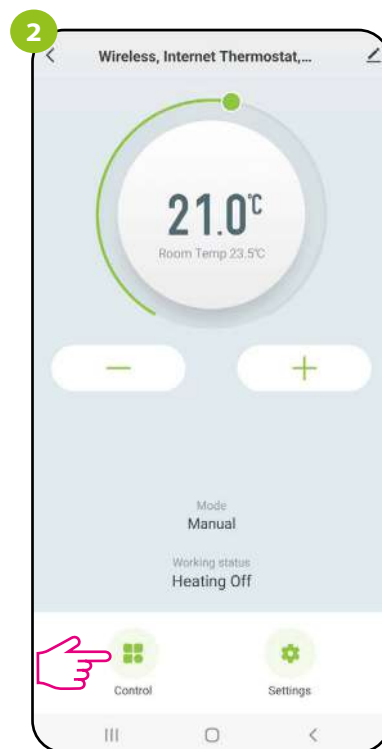 2
Wireless, Internet Thermostat,...
21.0℃
Room Temp 23.5℃
Mode
Manual
Working status
Heating Off
Control Settings